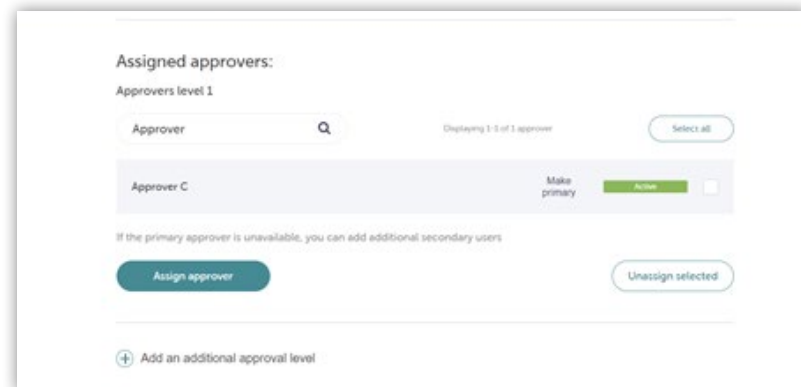 Assigned approvers:
Approvers level 1
Approver
Displaying 1-1 of 1 approver
Select all
Approver C
Make
primary
Active
If the primary approver is unavailable, you can add additional secondary users
Assign approver
Unassign selected
Add an additional approval level